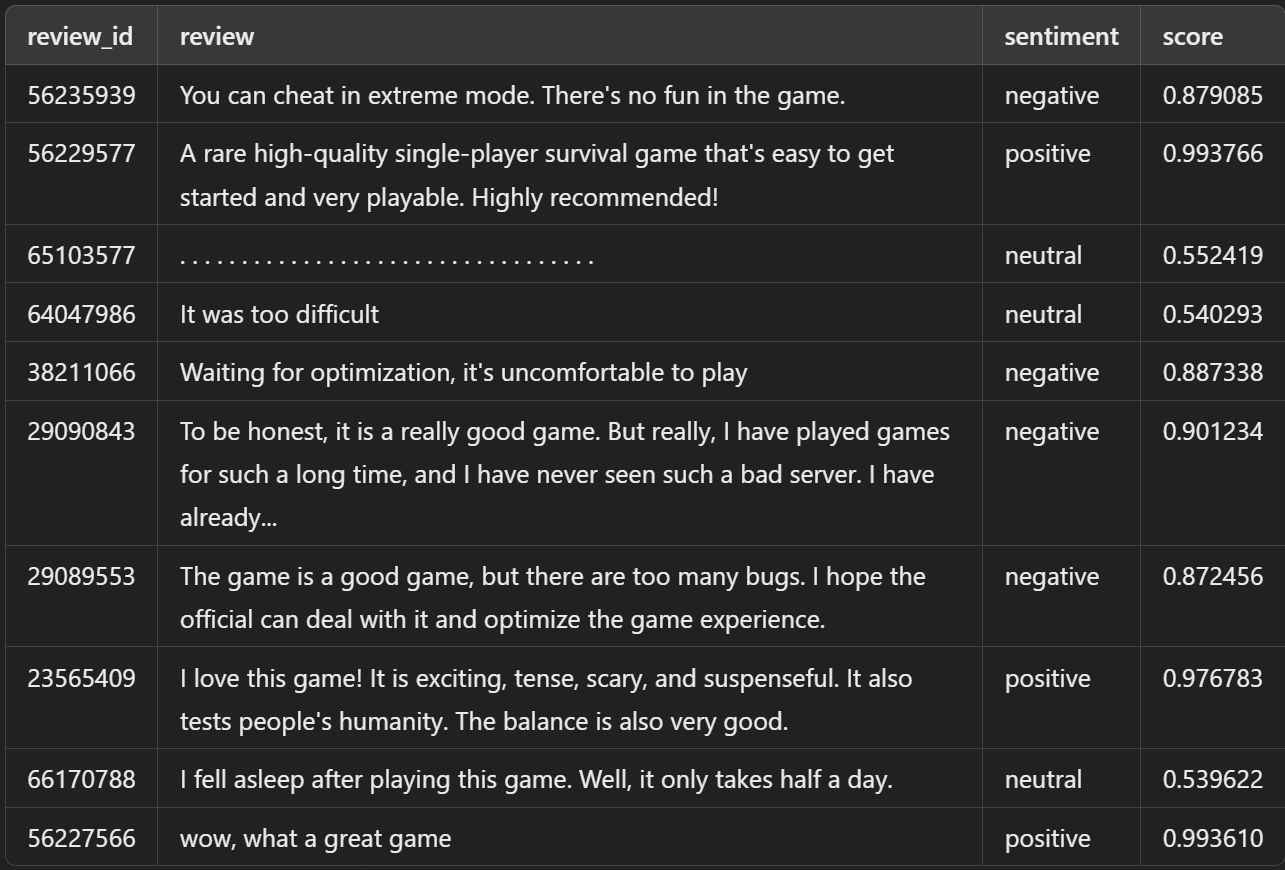 review_id review sentiment score
56235939 You can cheat in extreme mode. There's no fun in the game. negative 0.879085
56229577 A rare high-quality single-player survival game that's easy to get positive 0.993766
started and very playable. Highly recommended!
65103577 . . . . . . . . . . . . . . . . . . . . . . . . . . . . . . . . . . neutral 0.552419
64047986 It was too difficult neutral 0.540293
38211066 Waiting for optimization, it's uncomfortable to play negative 0.887338
29090843 To be honest, it is a really good game. But really, I have played games negative 0.901234
for such a long time, and I have never seen such a bad server. I have
already...
29089553 The game is a good game, but there are too many bugs. I hope the negative 0.872456
official can deal with it and optimize the game experience.
23565409 I love this game! It is exciting, tense, scary, and suspenseful. It also positive 0.976783
tests people's humanity. The balance is also very good.
66170788 I fell asleep after playing this game. Well, it only takes half a day. neutral 0.539622
56227566 wow, what a great game positive 0.993610